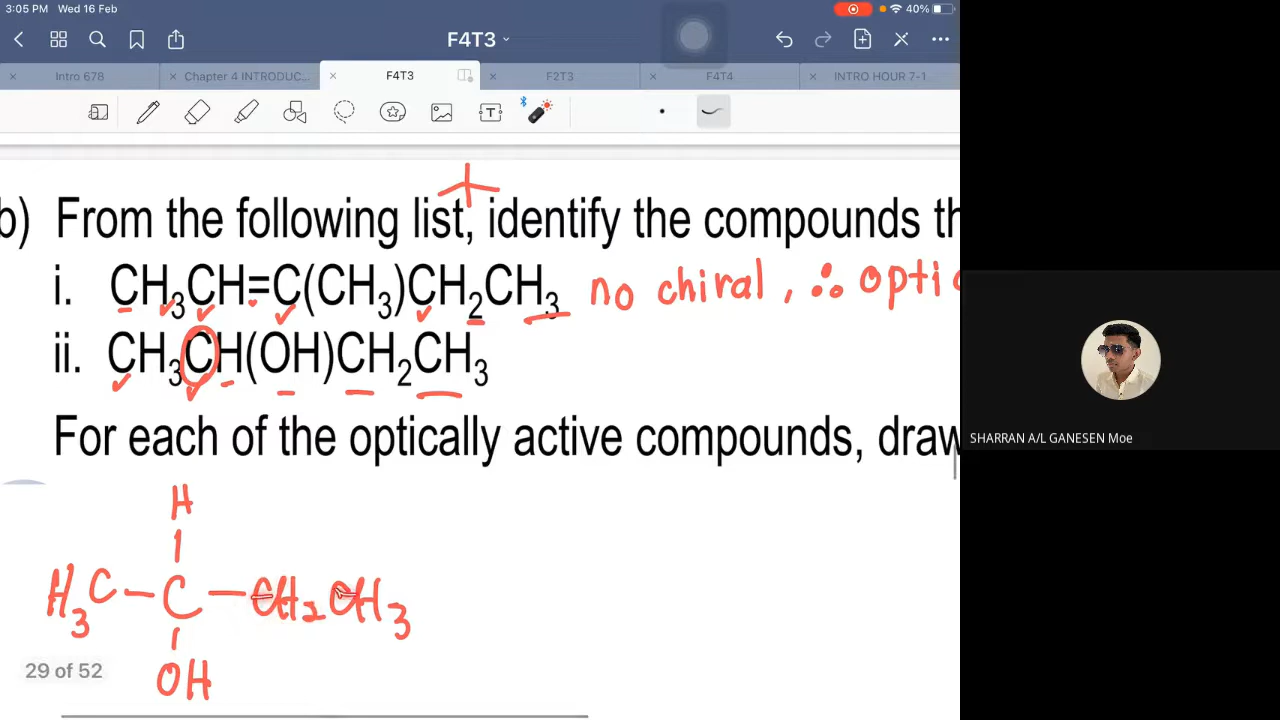 3:05 PM Wed 16 Feb 40%
F4T3
Intro 678 Chapter 4 INTRODUC... F4T3 F2T3 F4T4 INTRO HOUR 7-1
T
b) From the following list, identify the compounds th
i. CH₃CH=C(CH₃)CH₂CH₃ no chiral, ∴ optic
ii. CH₃CH(OH)CH₂CH₃
SHARRAN A/L GANESEN Moe
For each of the optically active compounds, draw
H
H₃C-C-CH₂CH₃
OH
29 of 52